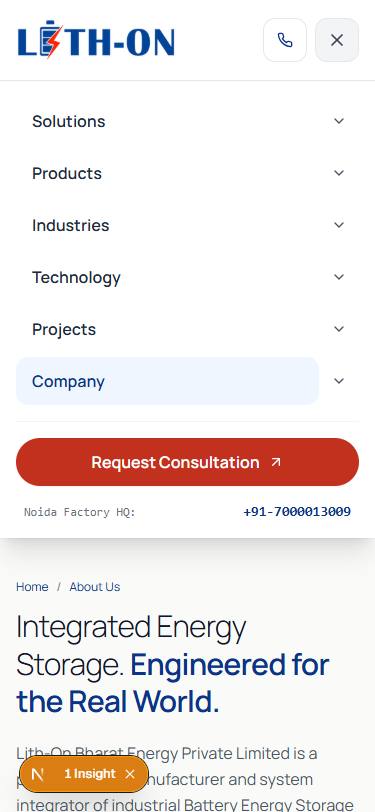 LITH-ON
Solutions
Products
Industries
Technology
Projects
Company
Request Consultation
Noida Factory HQ:
+91-7000013009
Home / About Us
Integrated Energy
Storage. Engineered for
the Real World.
Lith-On Bharat Energy Private Limited is a
nufacturer and system
N 1 Insight
integrator of industrial Battery Energy Storage